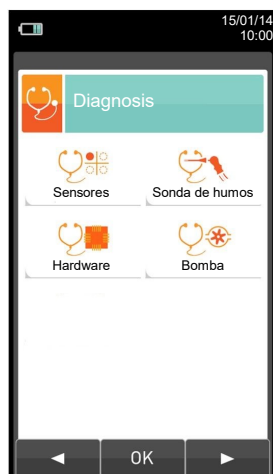 15/01/14
10:00
Diagnosis
Sensores
Sonda de humos
Hardware
Bomba
OK